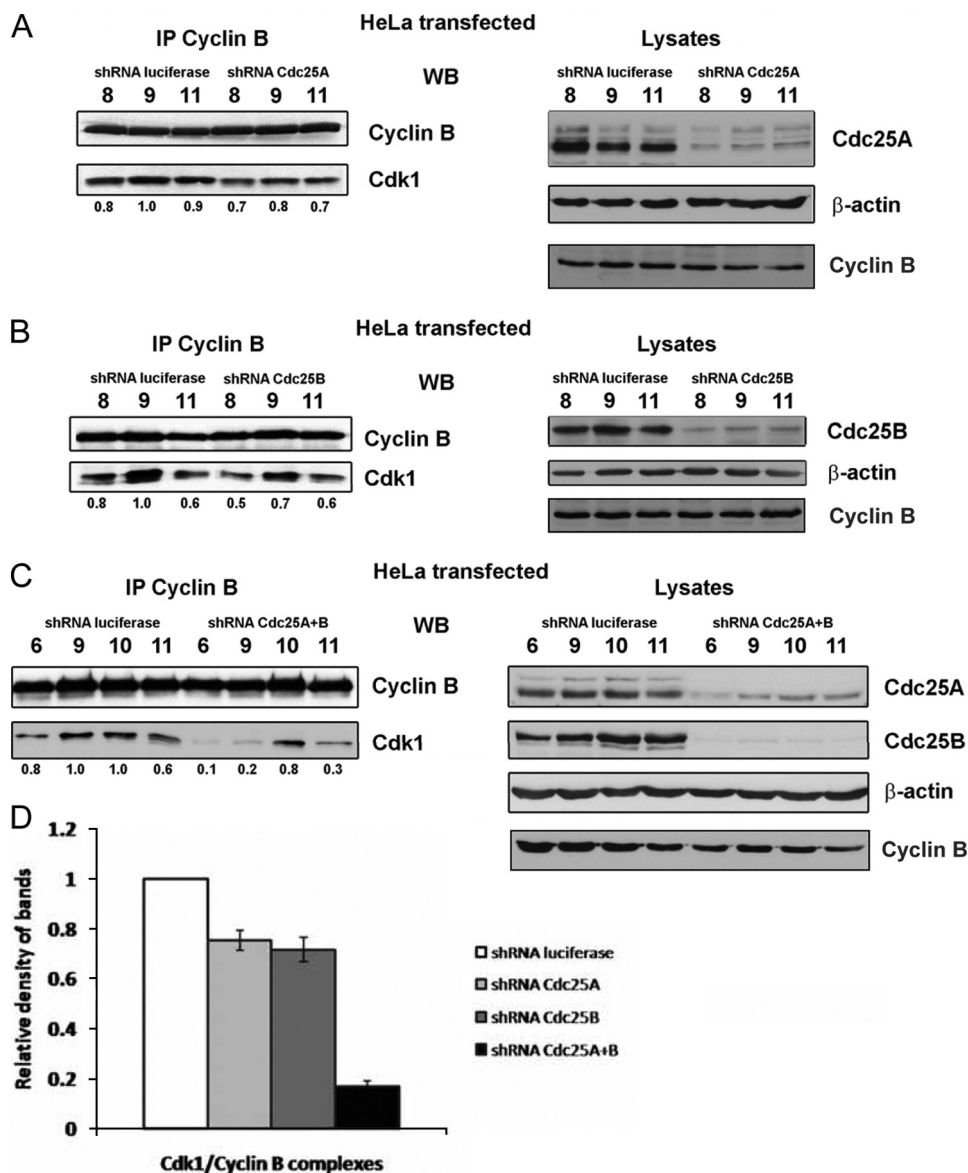 A
HeLa transfected
IP Cyclin B
Lysates
shRNA luciferase shRNA Cdc25A
WB
shRNA luciferase shRNA Cdc25A
8 9 11 8 9 11
8 9 11 8 9 11
Cyclin B
Cdc25A
Cdk1
0.8 1.0 0.9 0.7 0.8 0.7
β-actin
Cyclin B
B
HeLa transfected
IP Cyclin B
Lysates
shRNA luciferase shRNA Cdc25B
WB
shRNA luciferase shRNA Cdc25B
8 9 11 8 9 11
8 9 11 8 9 11
Cyclin B
Cdc25B
Cdk1
0.8 1.0 0.6 0.5 0.7 0.6
β-actin
Cyclin B
C
HeLa transfected
IP Cyclin B
Lysates
shRNA luciferase shRNA Cdc25A+B
WB
shRNA luciferase shRNA Cdc25A+B
6 9 10 11 6 9 10 11
6 9 10 11 6 9 10 11
Cyclin B
Cdc25A
Cdk1
0.8 1.0 1.0 0.6 0.1 0.2 0.8 0.3
Cdc25B
β-actin
Cyclin B
D
Relative density of bands
1.2
1
0.8
0.6
0.4
0.2
0
Cdk1/Cyclin B complexes
shRNA luciferase
shRNA Cdc25A
shRNA Cdc25B
shRNA Cdc25A+B